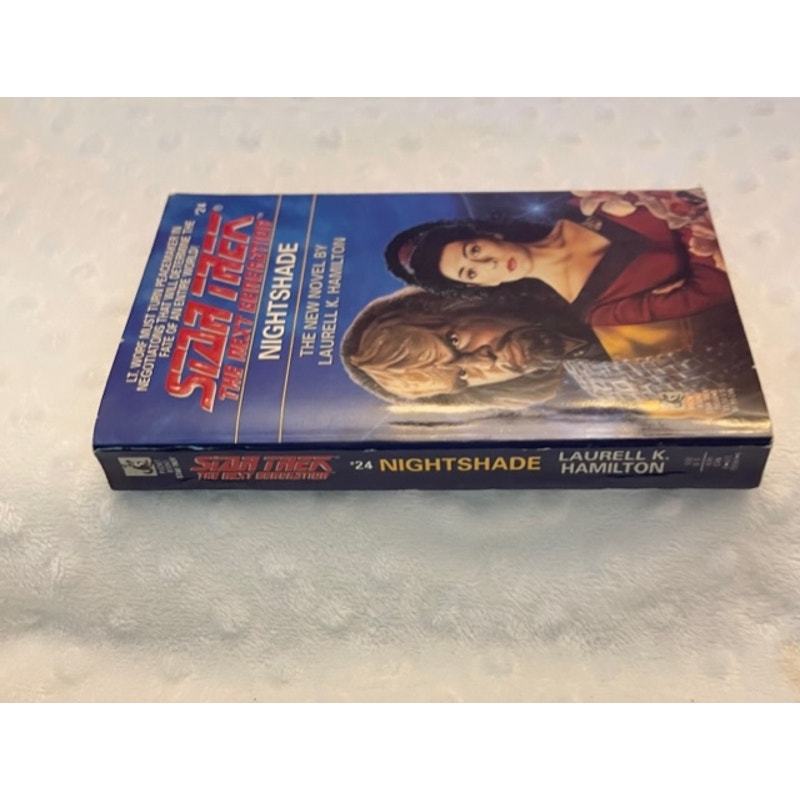 LT. WORF MUST TURN PEACEMAKER IN
NEGOTIATIONS THAT WILL DETERMINE THE
FATE OF AN ENTIRE WORLD!
#24
STAR TREK®
THE NEXT GENERATION™
NIGHTSHADE
THE NEW NOVEL BY
LAURELL K. HAMILTON
STAR TREK
THE NEXT GENERATION
#24 NIGHTSHADE
LAURELL K.
HAMILTON